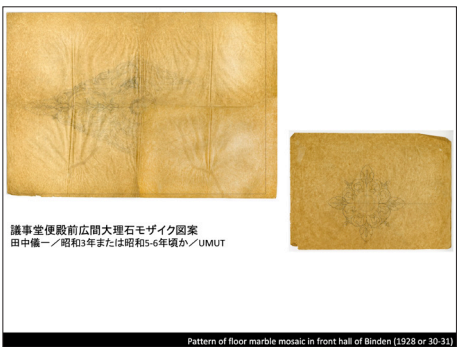 議事堂便殿前広間大理石モザイク図案
田中儀一／昭和3年または昭和5-6年頃か／UMUT
Pattern of floor marble mosaic in front hall of Binden (1928 or 30-31)